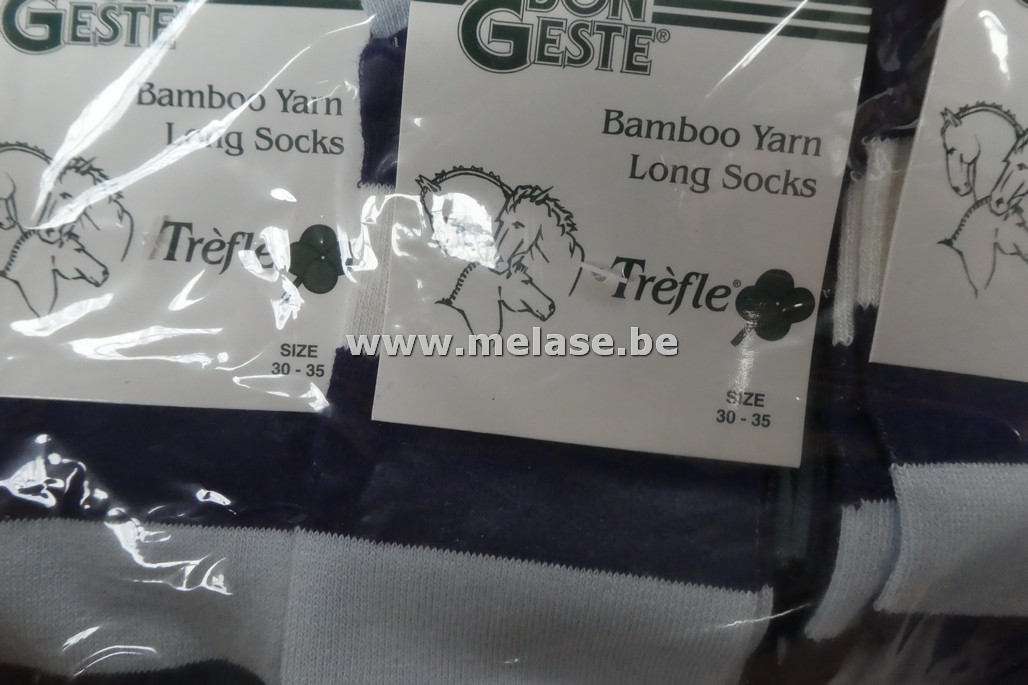 GESTE
Bamboo Yarn
Long Socks
Trèfle
SIZE
30 - 35
BON
GESTE®
Bamboo Yarn
Long Socks
Trèfle®
SIZE
30 - 35
www.melase.be